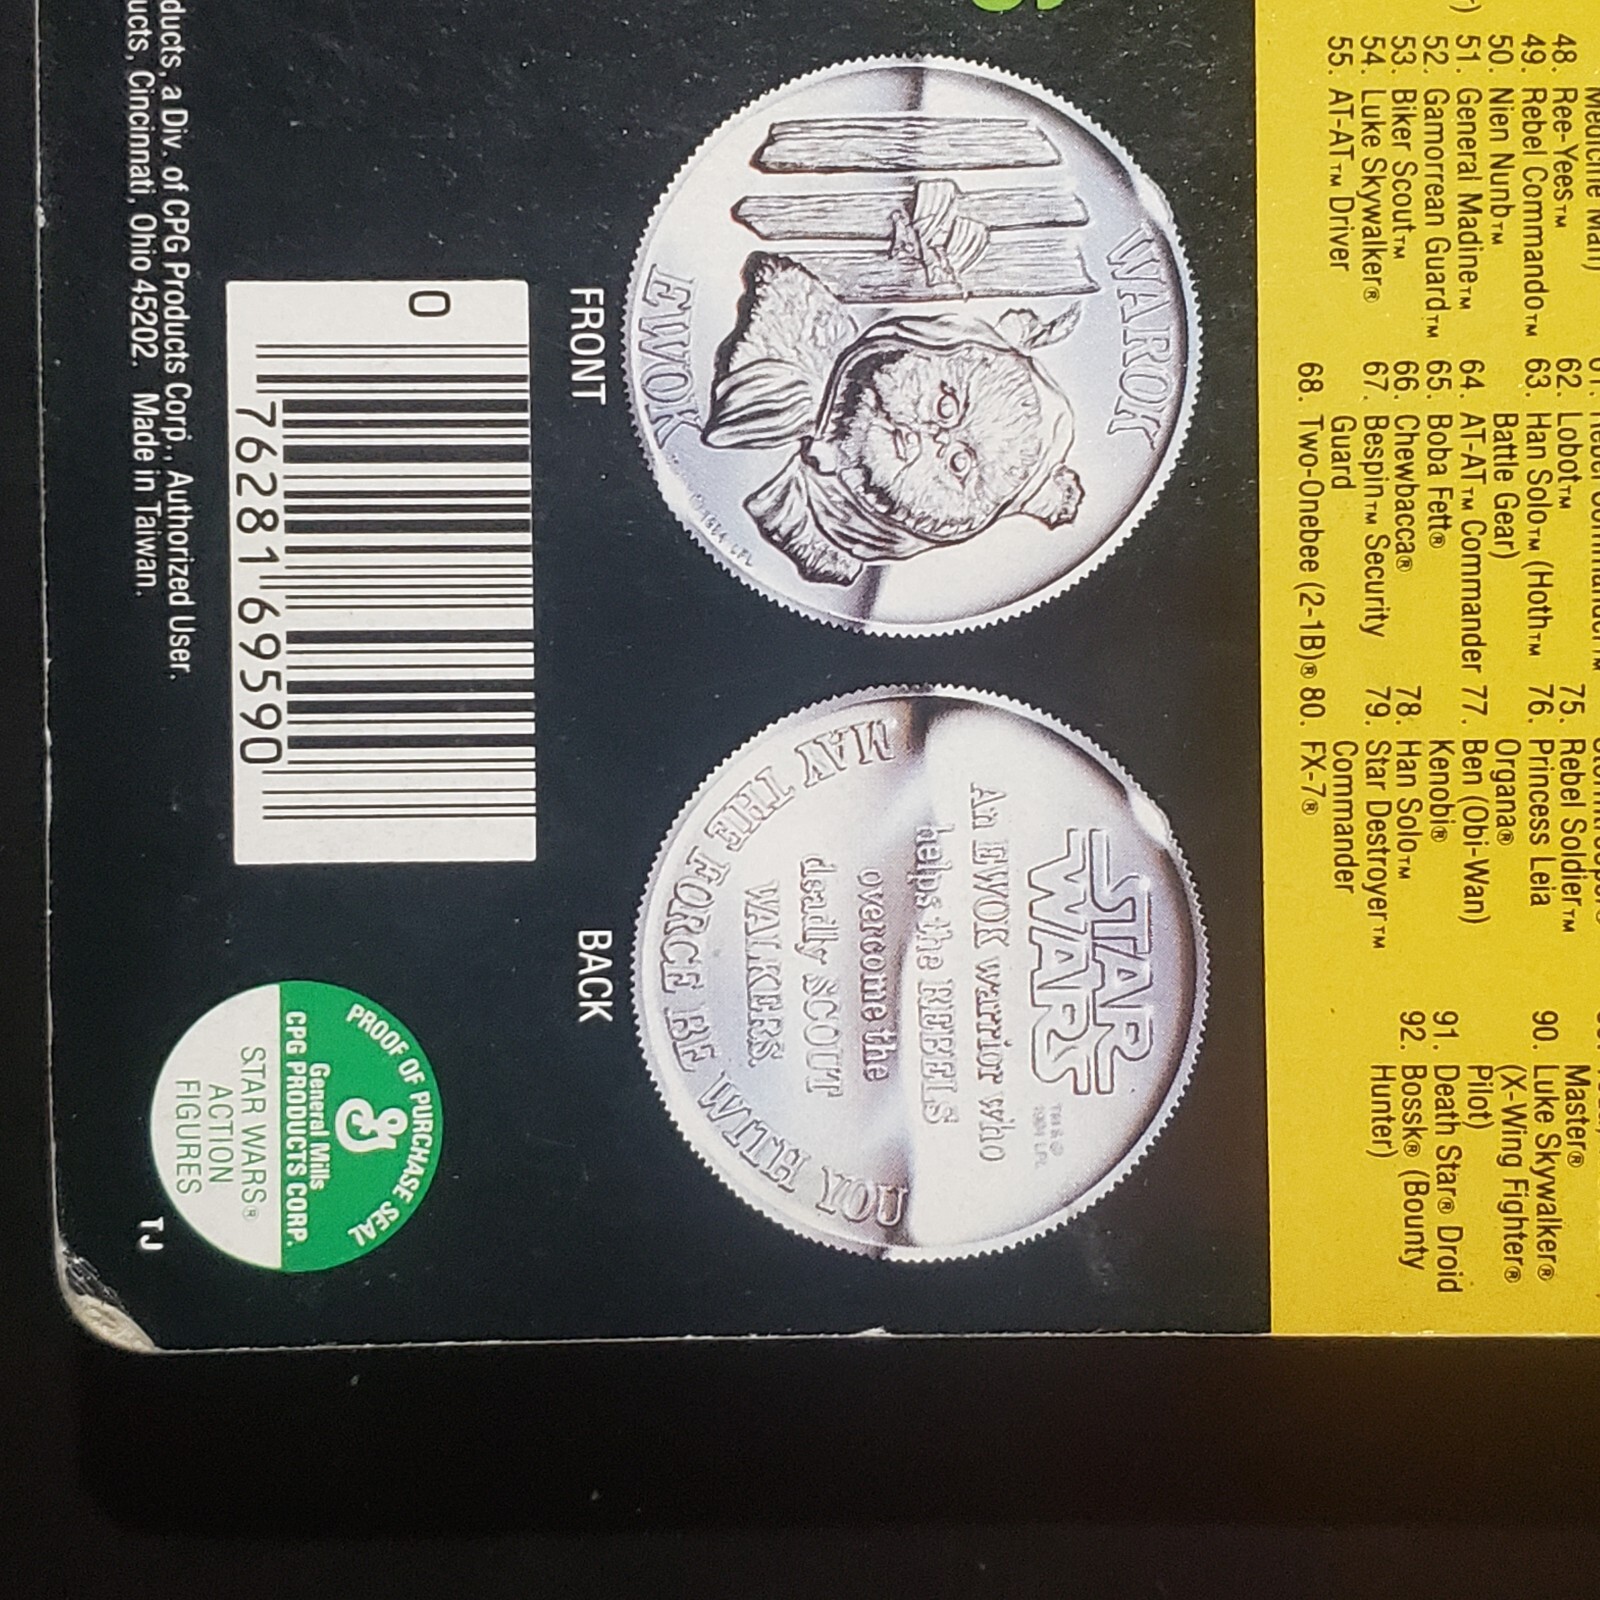 48. Ree-Yees™
49. Rebel Commando™
50. Nien Nunb™
51. General Madine™
52. Gamorrean Guard™
53. Biker Scout™
54. Luke Skywalker®
55. AT-AT™ Driver
62. Lobot™
63. Han Solo™ (Hoth™
Battle Gear)
64. AT-AT™ Commander
65. Boba Fett®
66. Chewbacca®
67. Bespin™ Security
Guard
68. Two-Onebee (2-1B)®
75. Rebel Soldier™
76. Princess Leia
Organa®
77. Ben (Obi-Wan)
Kenobi®
78. Han Solo™
79. Star Destroyer™
Commander
80. FX-7®
Master®
90. Luke Skywalker®
(X-Wing Fighter®
Pilot)
91. Death Star® Droid
92. Bossk® (Bounty
Hunter)
WAROK
EWOK
FRONT
STAR
WARS
An EWOK warrior who
helps the REBELS
overcome the
deadly SCOUT
WALKERS.
MAY THE FORCE BE WITH YOU
BACK
0
76281 69590
PROOF OF PURCHASE SEAL
General Mills
CPG PRODUCTS CORP.
STAR WARS®
ACTION
FIGURES
ducts, a Div. of CPG Products Corp., Authorized User.
ucts, Cincinnati, Ohio 45202. Made in Taiwan.
TJ